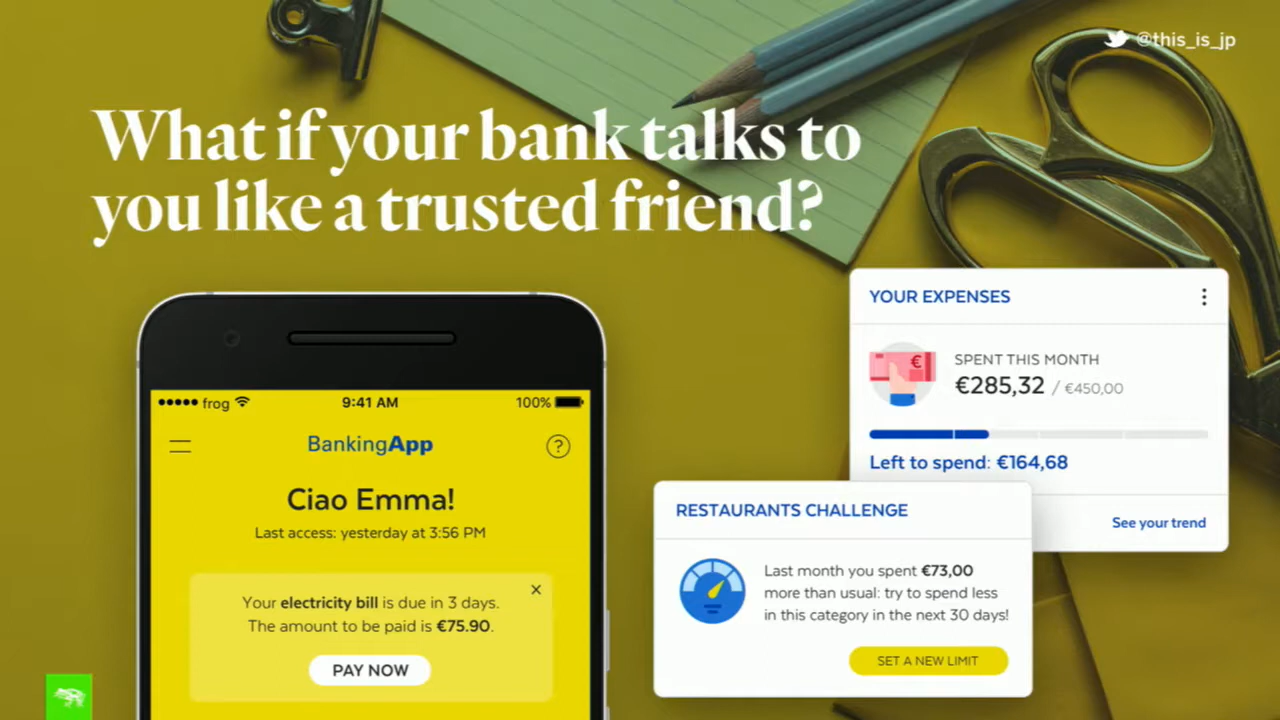 @this_is_jp
What if your bank talks to
you like a trusted friend?
frog
9:41 AM
100%
BankingApp
?
Ciao Emma!
Last access: yesterday at 3:56 PM
Your electricity bill is due in 3 days.
The amount to be paid is €75.90.
PAY NOW
YOUR EXPENSES
SPENT THIS MONTH
€285,32 / €450,00
Left to spend: €164,68
See your trend
RESTAURANTS CHALLENGE
Last month you spent €73,00
more than usual: try to spend less
in this category in the next 30 days!
SET A NEW LIMIT